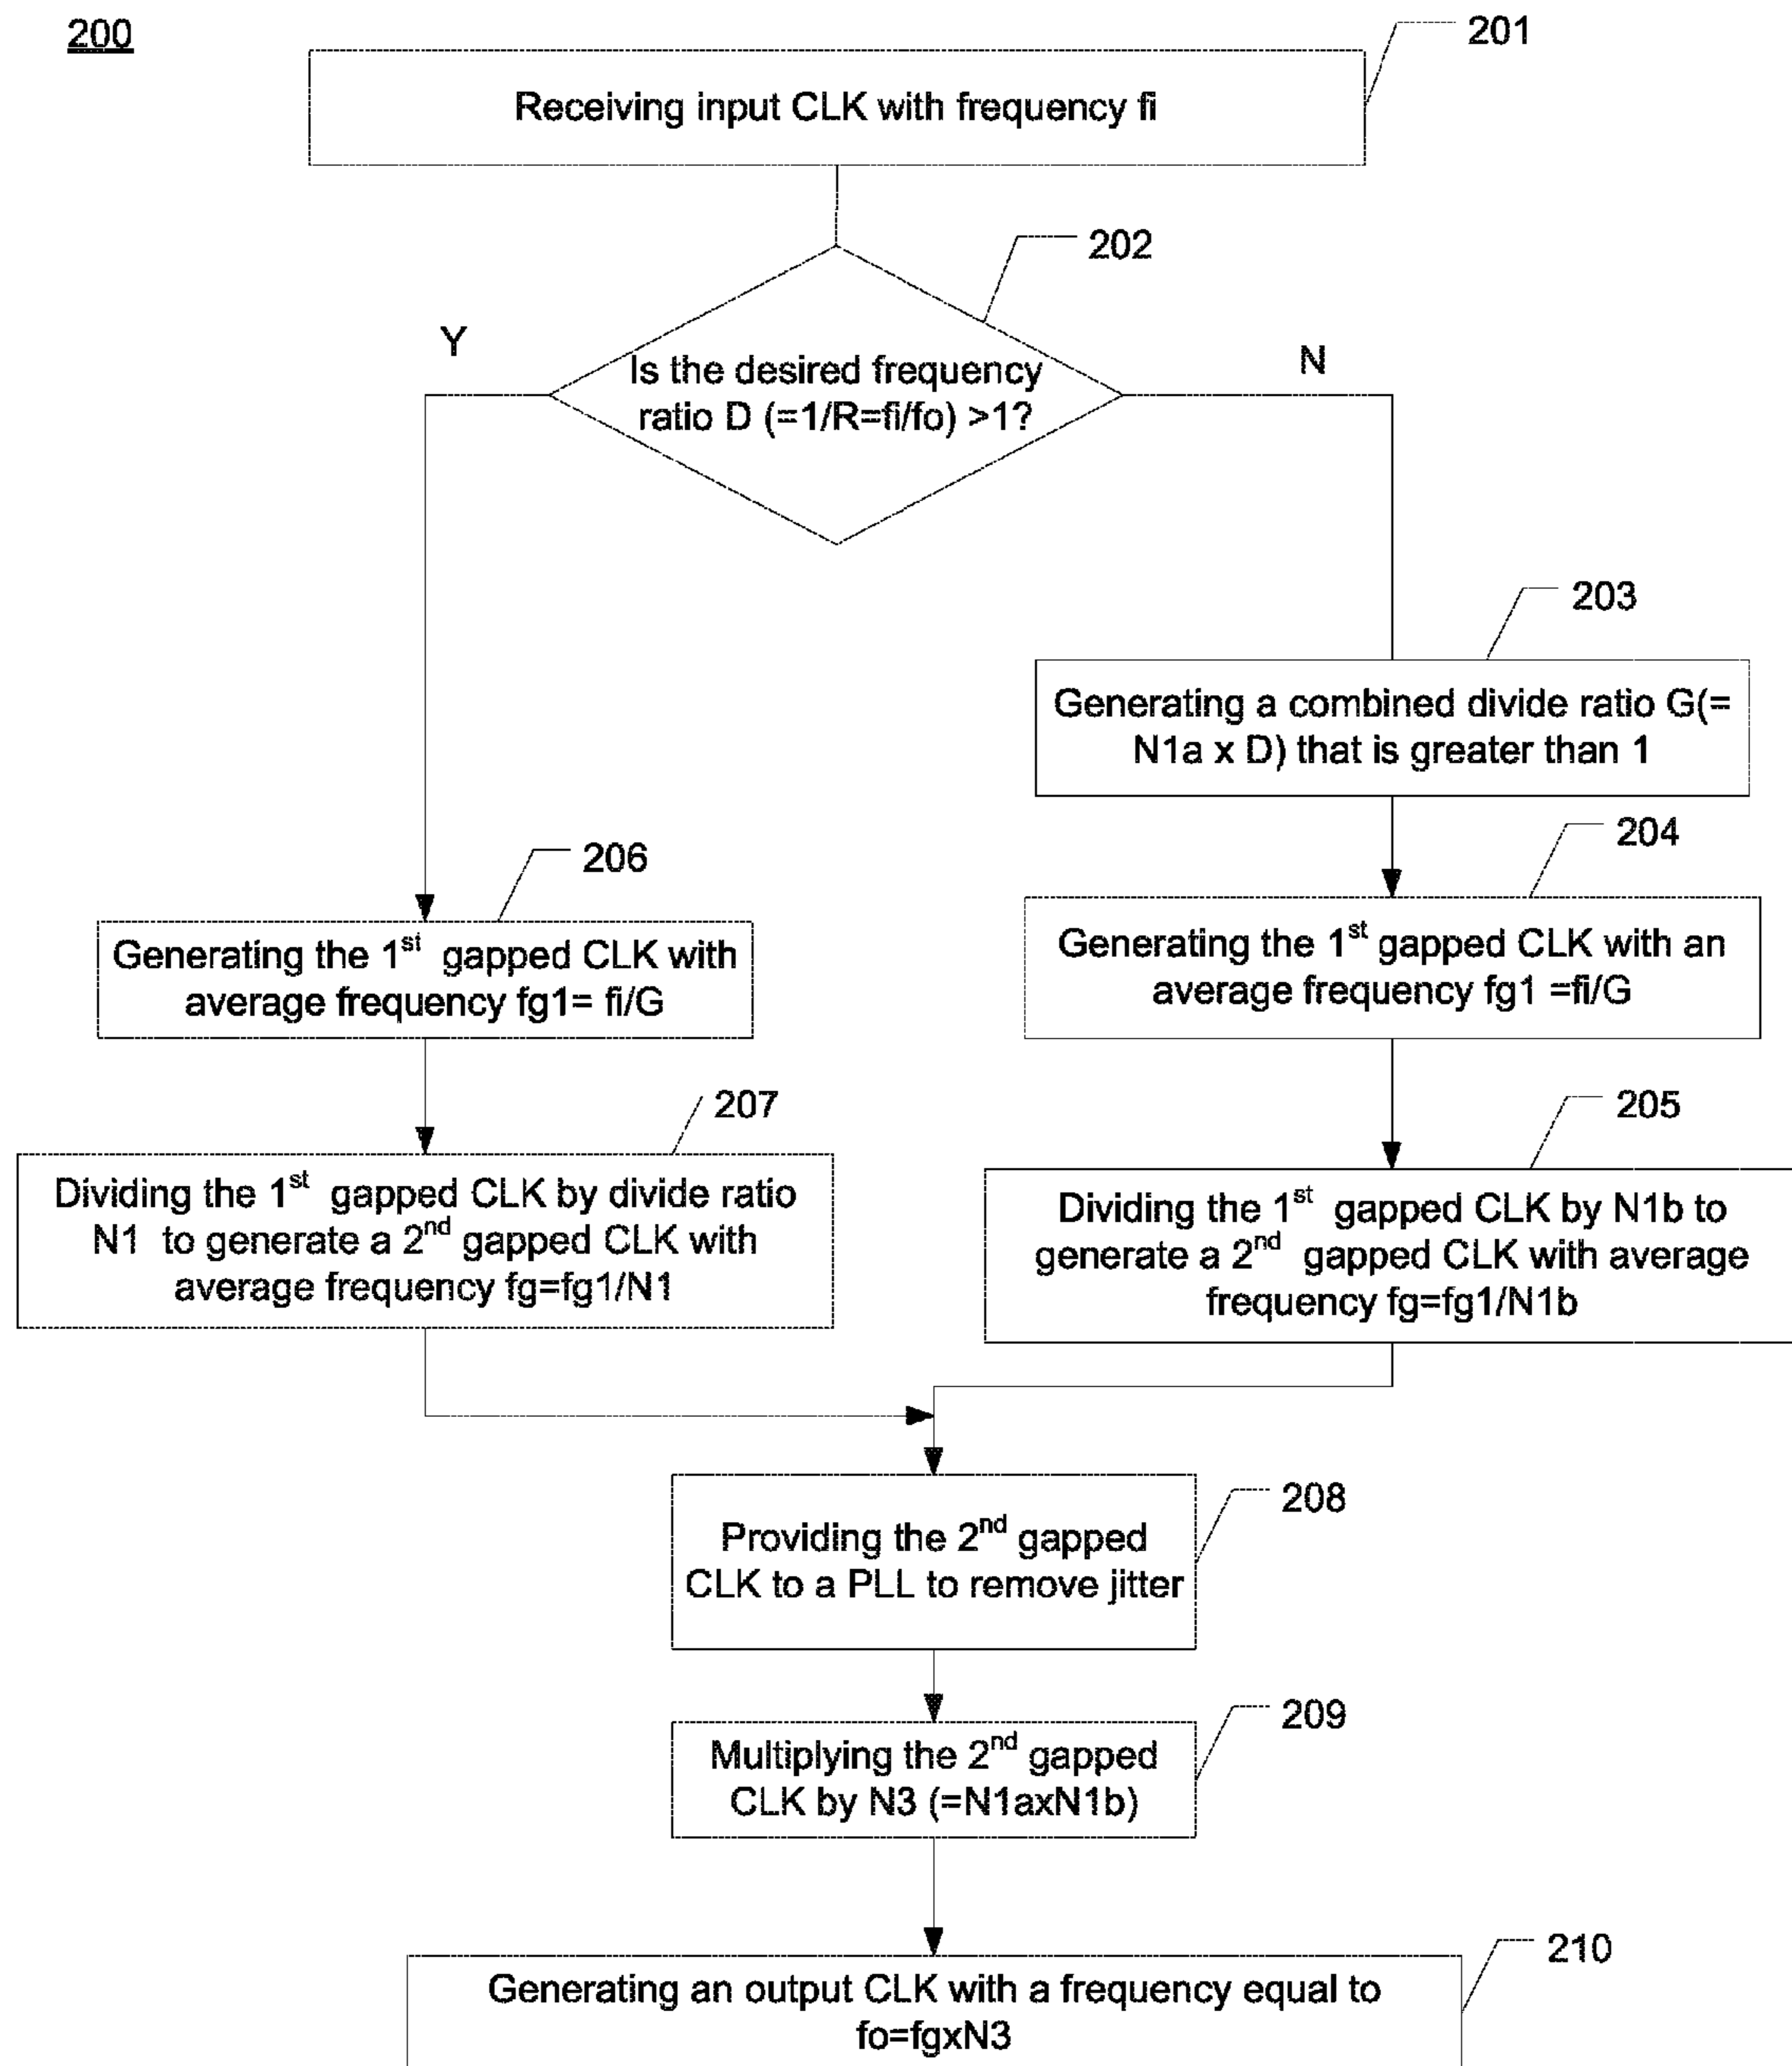 200
201
Receiving input CLK with frequency fi
202
Y
N
Is the desired frequency
ratio D (=1/R=fi/fo) >1?
203
Generating a combined divide ratio G(=
N1a x D) that is greater than 1
204
206
Generating the 1st gapped CLK with
average frequency fg1= fi/G
Generating the 1st gapped CLK with an
average frequency fg1 =fi/G
207
205
Dividing the 1st gapped CLK by divide ratio
N1 to generate a 2nd gapped CLK with
average frequency fg=fg1/N1
Dividing the 1st gapped CLK by N1b to
generate a 2nd gapped CLK with average
frequency fg=fg1/N1b
208
Providing the 2nd gapped
CLK to a PLL to remove jitter
209
Multiplying the 2nd gapped
CLK by N3 (=N1axN1b)
210
Generating an output CLK with a frequency equal to
fo=fgxN3